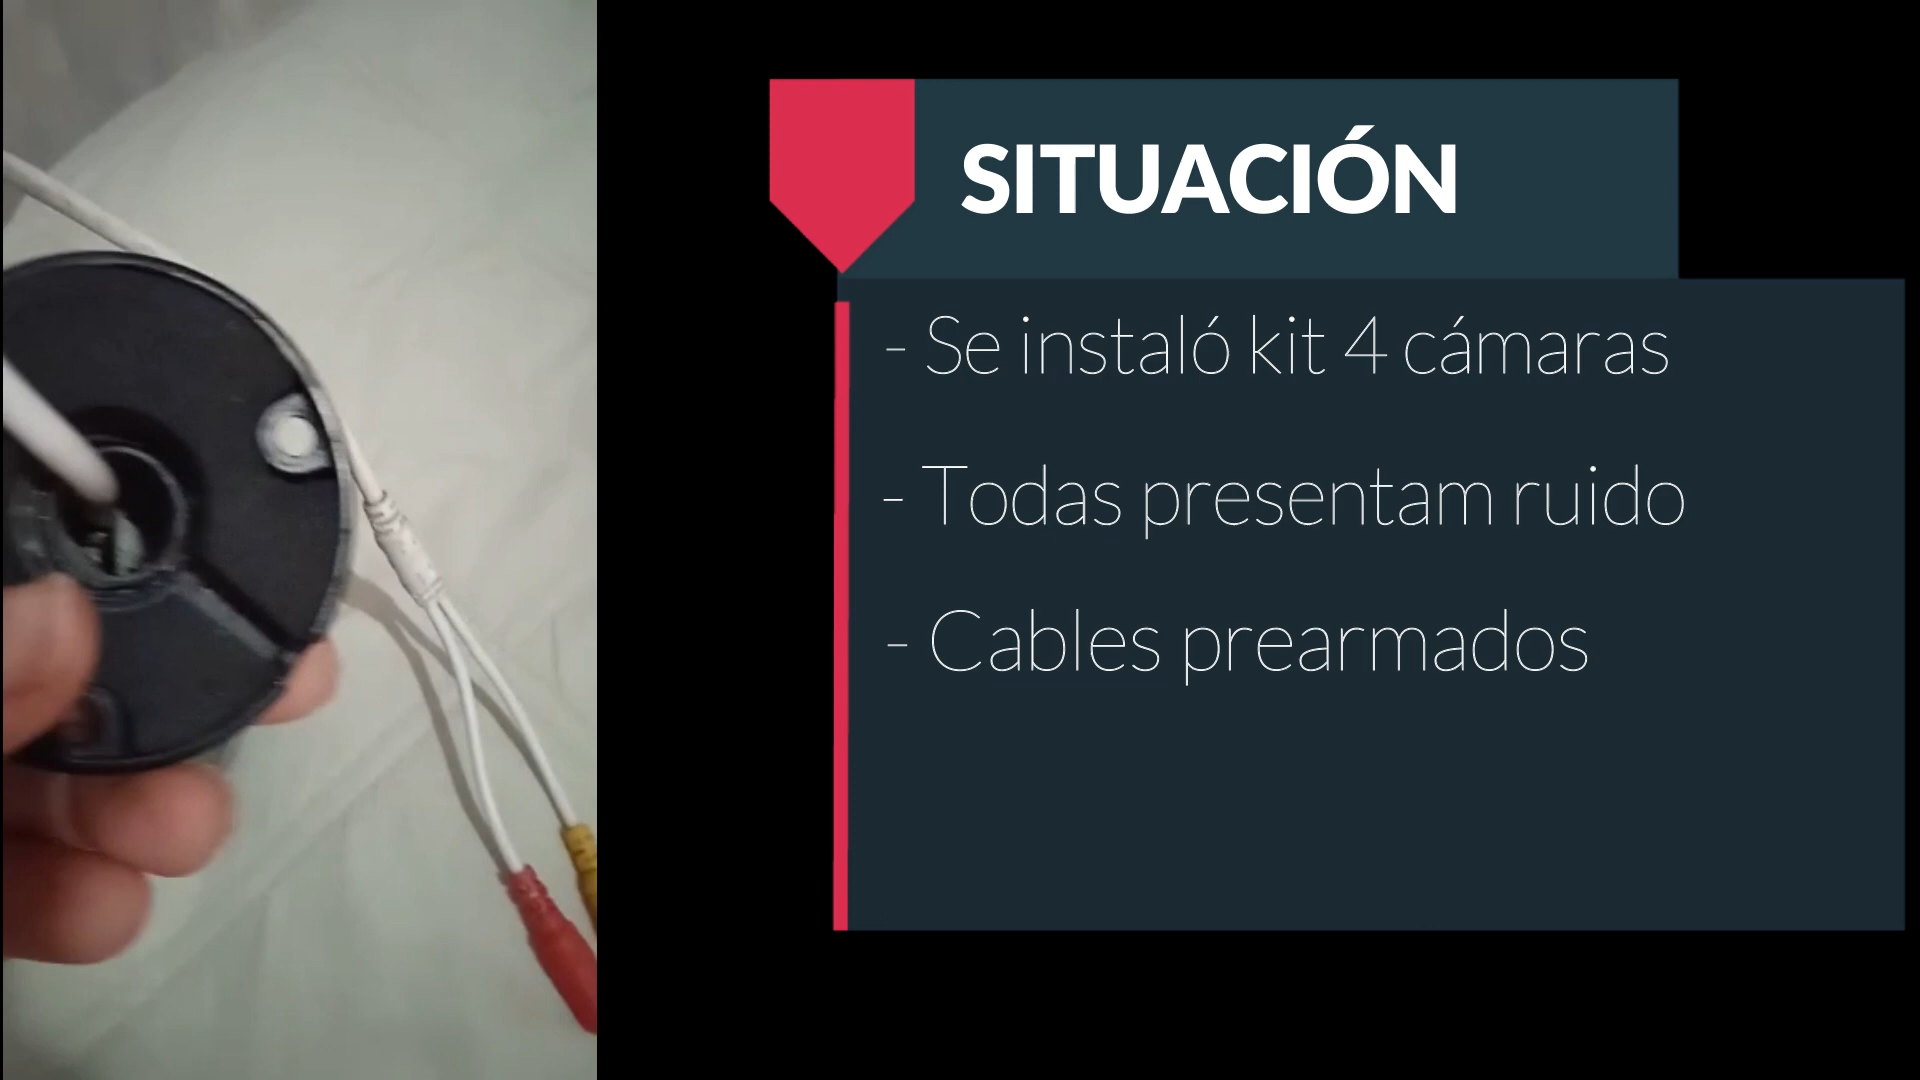 SITUACIÓN
- Se instaló kit 4 cámaras
- Todas presentam ruido
- Cables prearmados